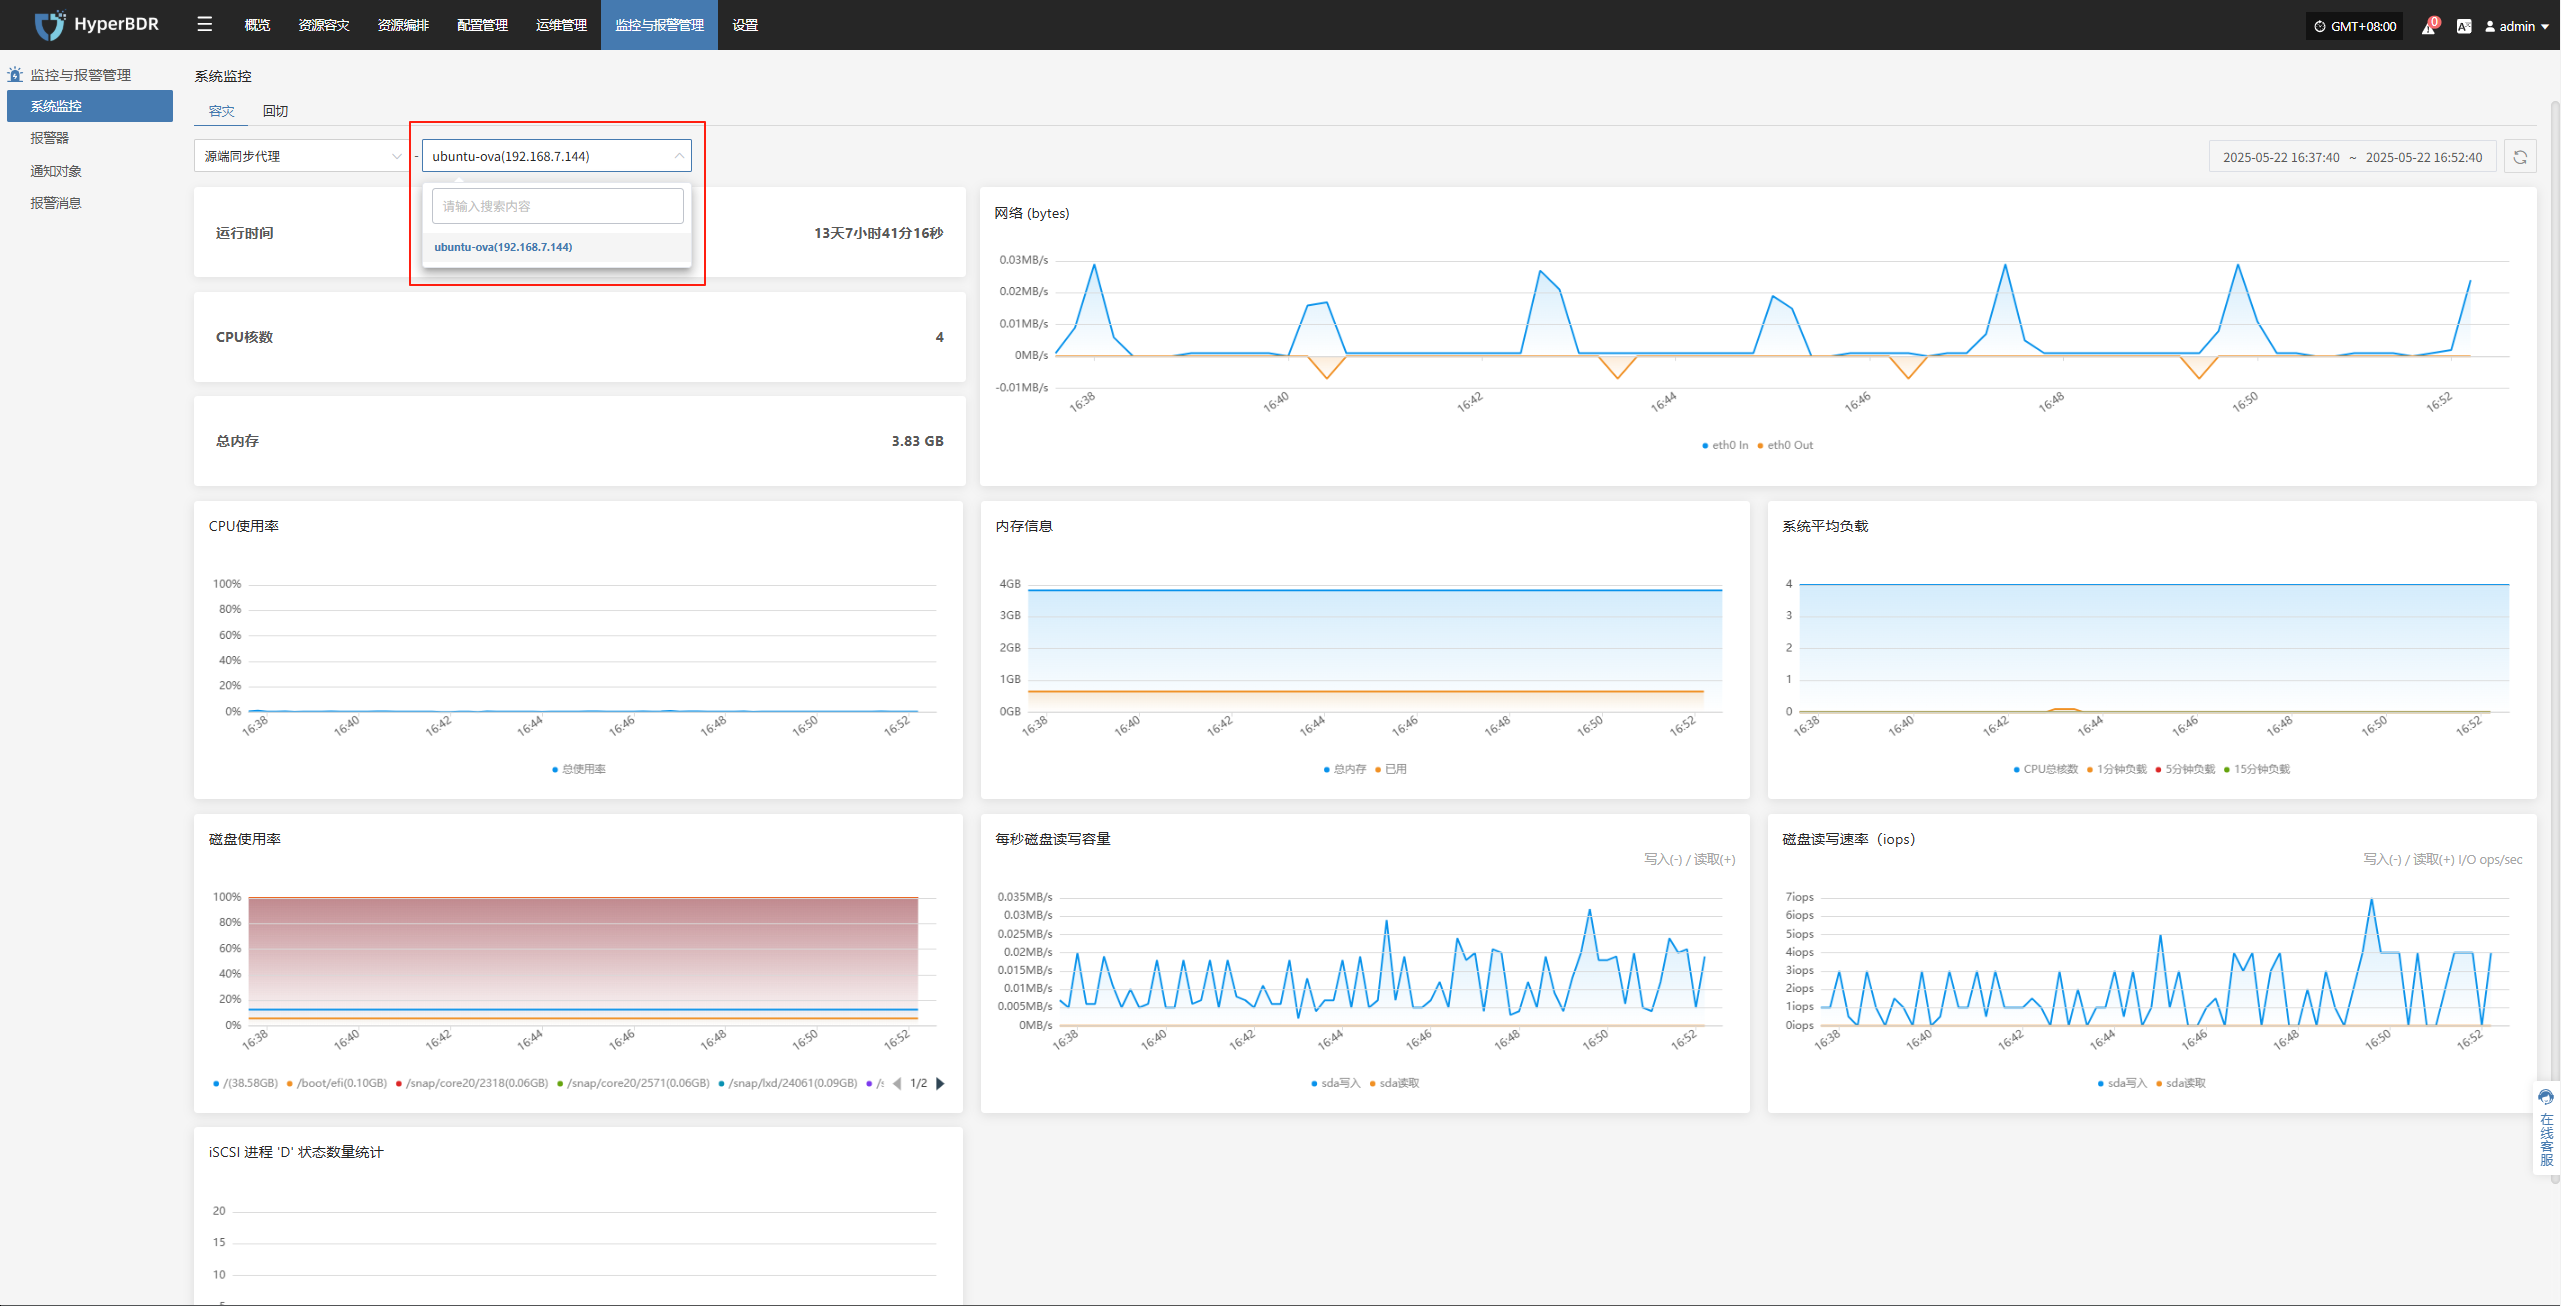 HyperBDR
概览
资源容灾
资源编排
配置管理
运维管理
监控与报警管理
设置
GMT+08:00
0
admin
监控与报警管理
系统监控
报警器
通知对象
报警消息
系统监控
容灾
回切
源端同步代理
-
ubuntu-ova(192.168.7.144)
2025-05-22 16:37:40 ~ 2025-05-22 16:52:40
请输入搜索内容
ubuntu-ova(192.168.7.144)
运行时间
13天7小时41分16秒
CPU核数
4
总内存
3.83 GB
网络 (bytes)
0.03MB/s
0.02MB/s
0.01MB/s
0MB/s
-0.01MB/s
16:38 16:40 16:42 16:44 16:46 16:48 16:50 16:52
eth0 In eth0 Out
CPU使用率
100%
80%
60%
40%
20%
0%
16:38 16:40 16:42 16:44 16:46 16:48 16:50 16:52
总使用率
内存信息
4GB
3GB
2GB
1GB
0GB
16:38 16:40 16:42 16:44 16:46 16:48 16:50 16:52
总内存 已用
系统平均负载
4
3
2
1
0
16:38 16:40 16:42 16:44 16:46 16:48 16:50 16:52
CPU总核数 1分钟负载 5分钟负载 15分钟负载
磁盘使用率
100%
80%
60%
40%
20%
0%
16:38 16:40 16:42 16:44 16:46 16:48 16:50 16:52
/(38.58GB) /boot/efi(0.10GB) /snap/core20/2318(0.06GB) /snap/core20/2571(0.06GB) /snap/lxd/24061(0.09GB) /s 1/2
每秒磁盘读写容量
写入(-) / 读取(+)
0.035MB/s
0.03MB/s
0.025MB/s
0.02MB/s
0.015MB/s
0.01MB/s
0.005MB/s
0MB/s
16:38 16:40 16:42 16:44 16:46 16:48 16:50 16:52
sda写入 sda读取
磁盘读写速率（iops）
写入(-) / 读取(+) I/O ops/sec
7iops
6iops
5iops
4iops
3iops
2iops
1iops
0iops
16:38 16:40 16:42 16:44 16:46 16:48 16:50 16:52
sda写入 sda读取
iSCSI 进程 'D' 状态数量统计
20
15
10
在线客服